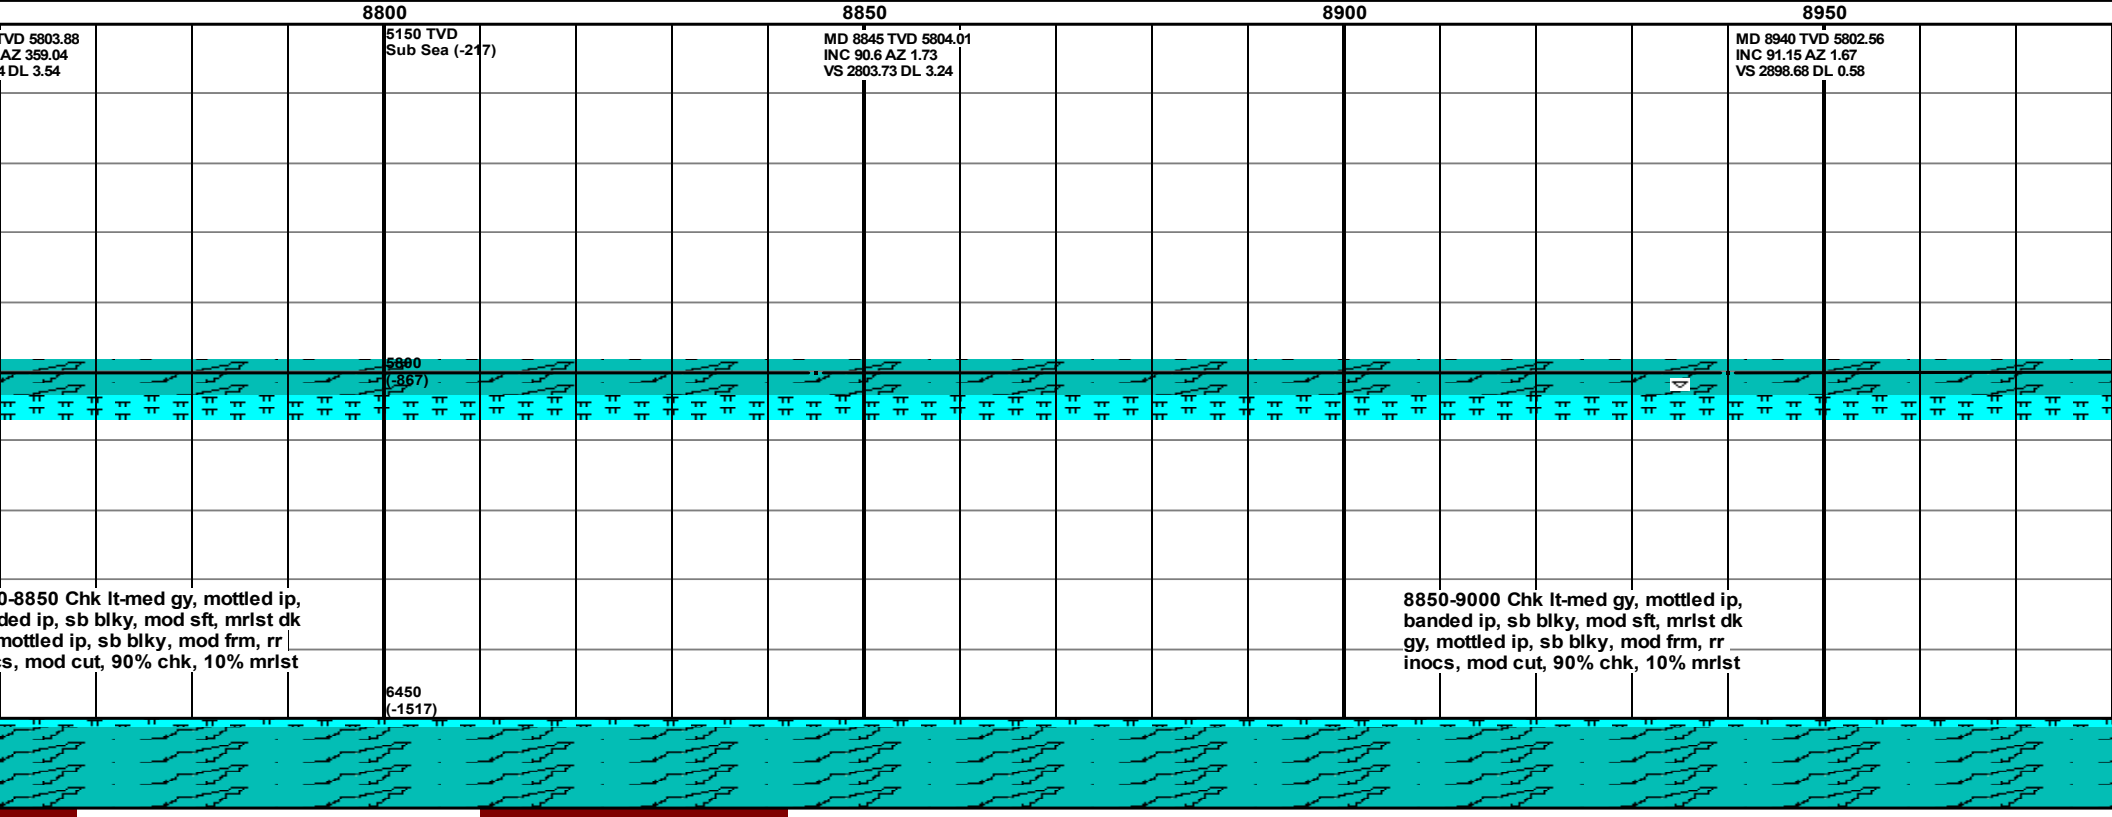 8800 8850 8900 8950
TVD 5803.88
AZ 359.04
4 DL 3.54
5150 TVD
Sub Sea (-217)
MD 8845 TVD 5804.01
INC 90.6 AZ 1.73
VS 2803.73 DL 3.24
MD 8940 TVD 5802.56
INC 91.15 AZ 1.67
VS 2898.68 DL 0.58
5800
(-867)
0-8850 Chk lt-med gy, mottled ip,
ded ip, sb blky, mod sft, mrlst dk
mottled ip, sb blky, mod frm, rr
cs, mod cut, 90% chk, 10% mrlst
8850-9000 Chk lt-med gy, mottled ip,
banded ip, sb blky, mod sft, mrlst dk
gy, mottled ip, sb blky, mod frm, rr
inocs, mod cut, 90% chk, 10% mrlst
6450
(-1517)